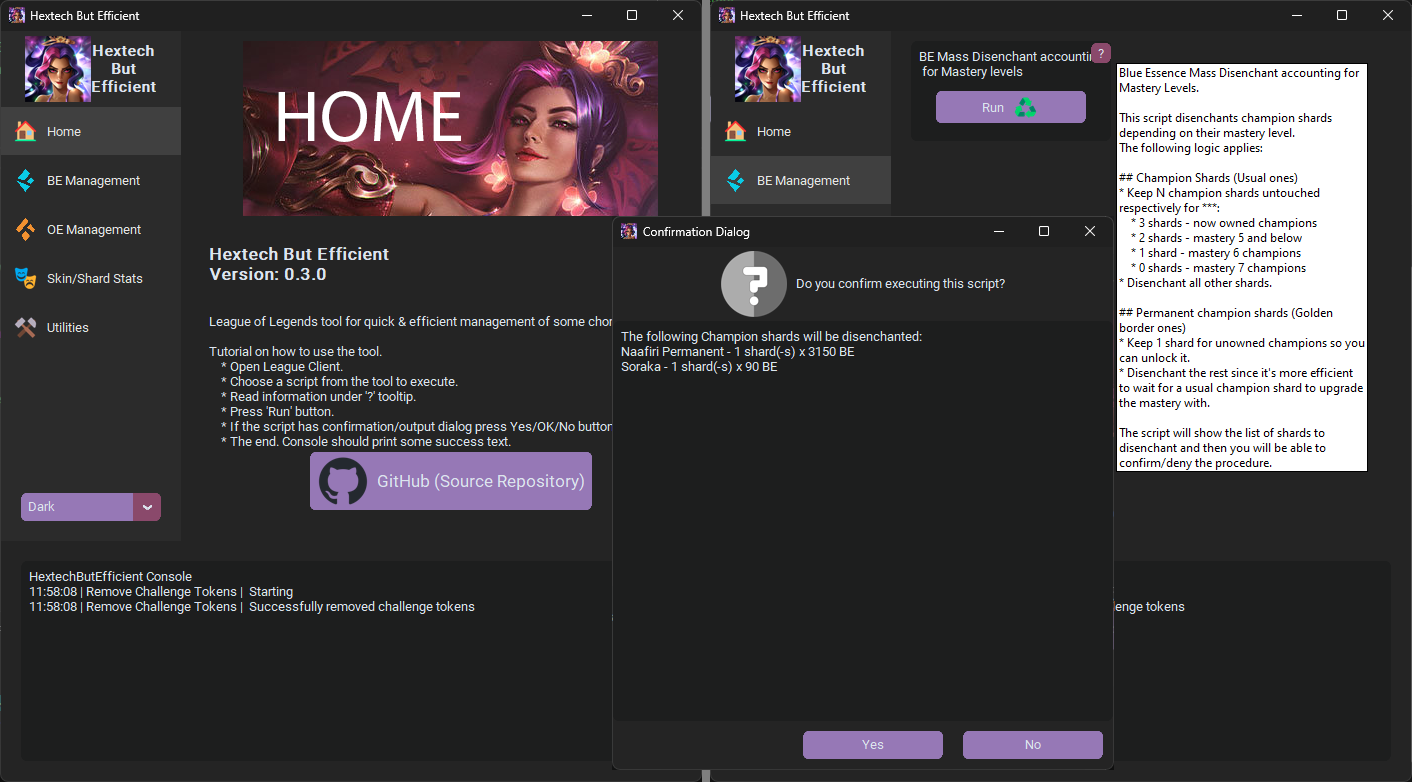 Hextech But Efficient
Hextech
But
Efficient
Home
BE Management
OE Management
Skin/Shard Stats
Utilities
Dark
HOME
Hextech But Efficient
Version: 0.3.0
League of Legends tool for quick & efficient management of some
Tutorial on how to use the tool.
* Open League Client.
* Choose a script from the tool to execute.
* Read information under '?' tooltip.
* Press 'Run' button.
* If the script has confirmation/output dialog press Yes/OK/No button
* The end. Console should print some success text.
GitHub (Source Repository)
HextechButEfficient Console
11:58:08 | Remove Challenge Tokens | Starting
11:58:08 | Remove Challenge Tokens | Successfully removed challenge tokens
Hextech But Efficient
Hextech
But
Efficient
Home
BE Management
BE Mass Disenchant
for Mastery levels
?
Run
Blue Essence Mass Disenchant accounting for
Mastery Levels.
This script disenchants champion shards
depending on their mastery level.
The following logic applies:
## Champion Shards (Usual ones)
* Keep N champion shards untouched
respectively for ***:
* 3 shards - now owned champions
* 2 shards - mastery 5 and below
* 1 shard - mastery 6 champions
* 0 shards - mastery 7 champions
* Disenchant all other shards.
## Permanent champion shards (Golden
border ones)
* Keep 1 shard for unowned champions so you
can unlock it.
* Disenchant the rest since it's more efficient
to wait for a usual champion shard to upgrade
the mastery with.
The script will show the list of shards to
disenchant and then you will be able to
confirm/deny the procedure.
Confirmation Dialog
Do you confirm executing this script?
The following Champion shards will be disenchanted:
Naafiri Permanent - 1 shard(-s) x 3150 BE
Soraka - 1 shard(-s) x 90 BE
Yes
No
tokens